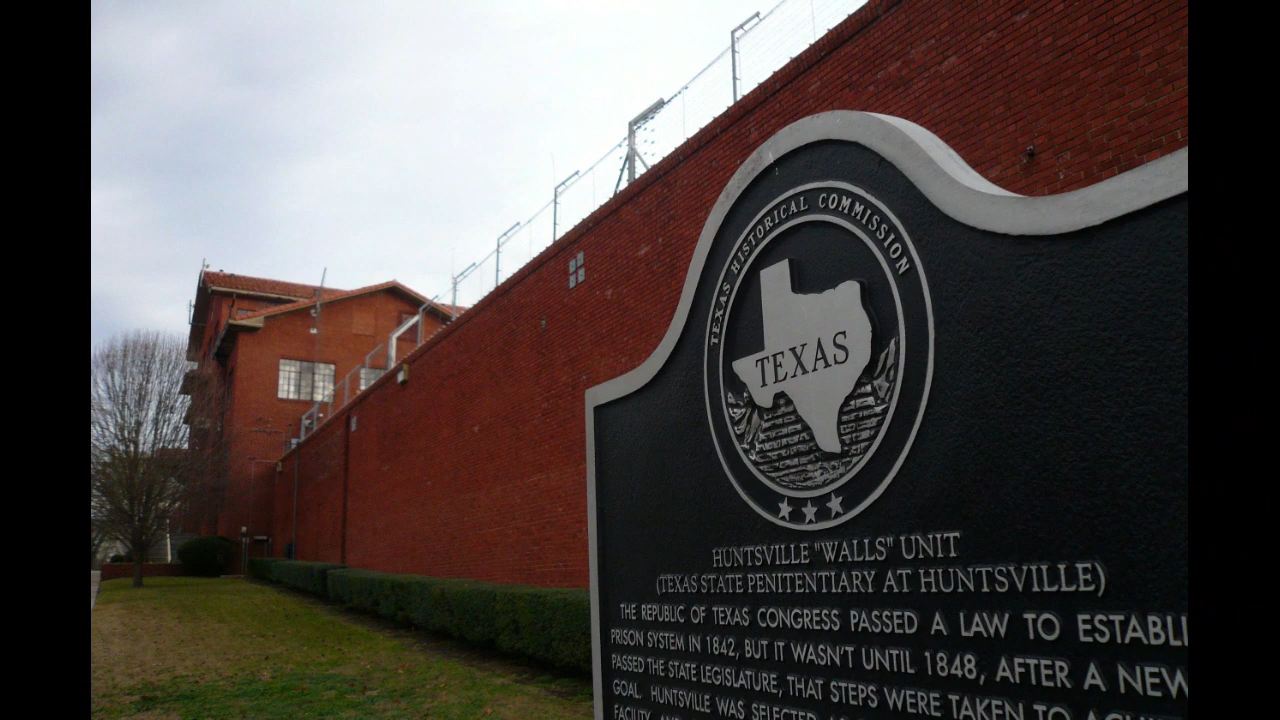 TEXAS HISTORICAL COMMISSION
TEXAS
HUNTSVILLE "WALLS" UNIT
(TEXAS STATE PENITENTIARY AT HUNTSVILLE)
THE REPUBLIC OF TEXAS CONGRESS PASSED A LAW TO ESTABLI
PRISON SYSTEM IN 1842, BUT IT WASN'T UNTIL 1848, AFTER A NEW
PASSED THE STATE LEGISLATURE, THAT STEPS WERE TAKEN TO
GOAL. HUNTSVILLE WAS SELECTED
FACILITY